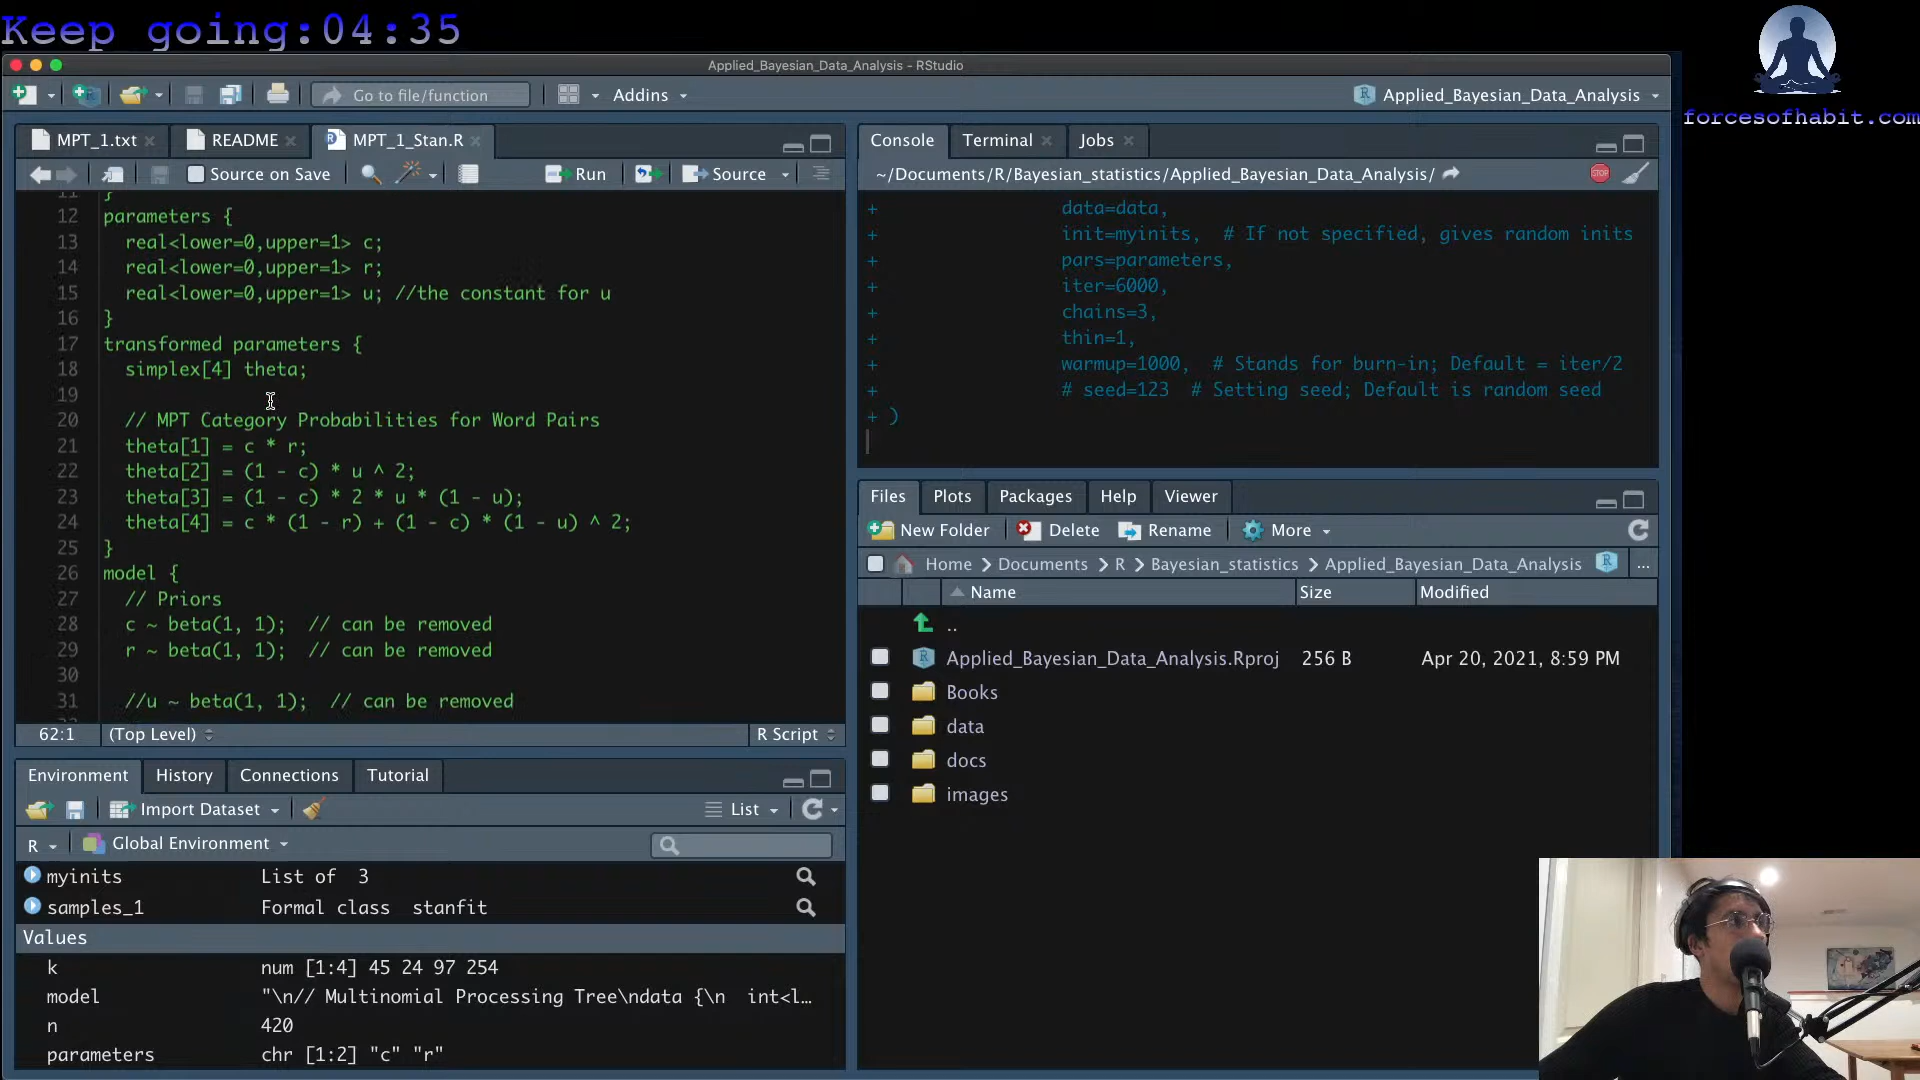 Keep going:04:35
forcesofhabit.com
Applied_Bayesian_Data_Analysis - RStudio
Go to file/function
Addins
Applied_Bayesian_Data_Analysis
MPT_1.txt
README
MPT_1_Stan.R
Source on Save
Run
Source
11 }
12 parameters {
13   real<lower=0,upper=1> c;
14   real<lower=0,upper=1> r;
15   real<lower=0,upper=1> u; //the constant for u
16 }
17 transformed parameters {
18   simplex[4] theta;
19
20   // MPT Category Probabilities for Word Pairs
21   theta[1] = c * r;
22   theta[2] = (1 - c) * u ^ 2;
23   theta[3] = (1 - c) * 2 * u * (1 - u);
24   theta[4] = c * (1 - r) + (1 - c) * (1 - u) ^ 2;
25 }
26 model {
27   // Priors
28   c ~ beta(1, 1);  // can be removed
29   r ~ beta(1, 1);  // can be removed
30
31   //u ~ beta(1, 1);  // can be removed
62:1
(Top Level)
R Script
Environment
History
Connections
Tutorial
Import Dataset
List
R
Global Environment
myinits List of 3
samples_1 Formal class stanfit
Values
k num [1:4] 45 24 97 254
model "\n// Multinomial Processing Tree\ndata {\n  int<l…
n 420
parameters chr [1:2] "c" "r"
Console
Terminal
Jobs
~/Documents/R/Bayesian_statistics/Applied_Bayesian_Data_Analysis/
STOP
+ data=data,
+ init=myinits,  # If not specified, gives random inits
+ pars=parameters,
+ iter=6000,
+ chains=3,
+ thin=1,
+ warmup=1000,  # Stands for burn-in; Default = iter/2
+ # seed=123  # Setting seed; Default is random seed
+ )
Files
Plots
Packages
Help
Viewer
New Folder
Delete
Rename
More
Home
Documents
R
Bayesian_statistics
Applied_Bayesian_Data_Analysis
...
Name
Size
Modified
..
Applied_Bayesian_Data_Analysis.Rproj 256 B Apr 20, 2021, 8:59 PM
Books
data
docs
images